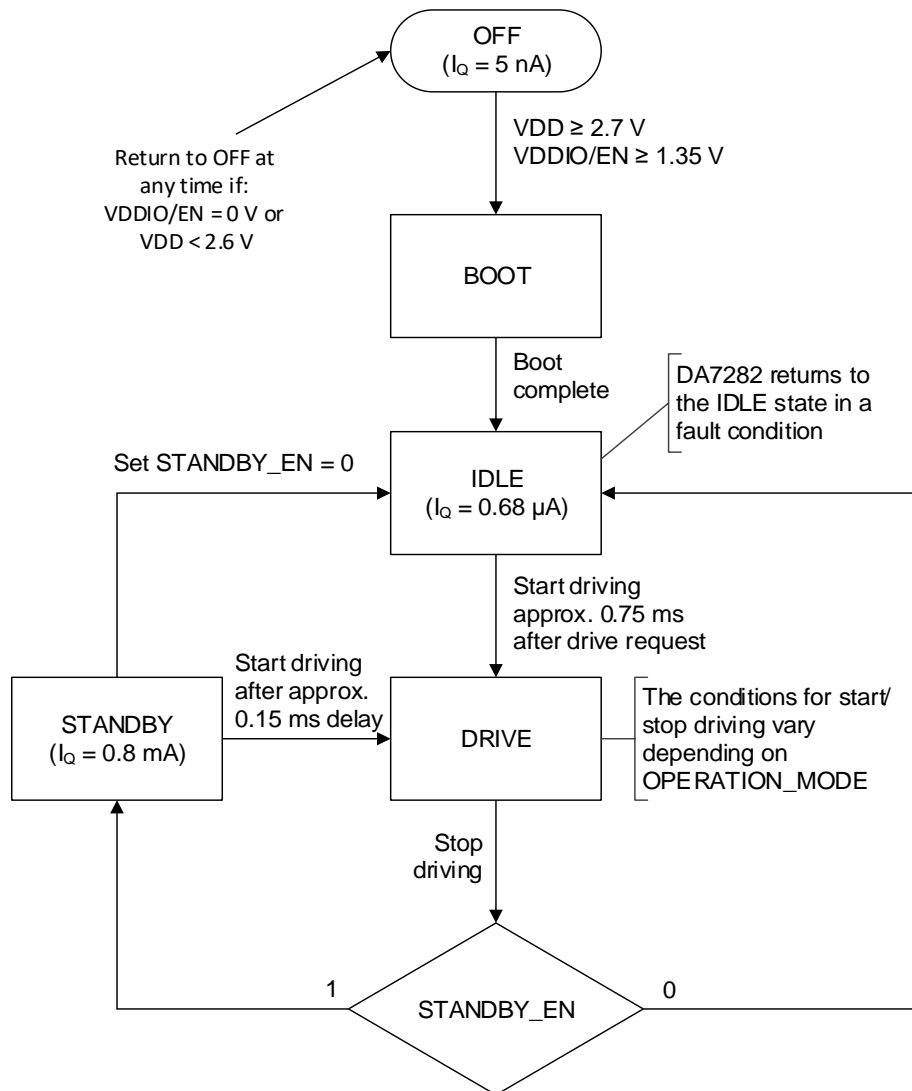 OFF
(IQ = 5 nA)
VDD ≥ 2.7 V
VDDIO/EN ≥ 1.35 V
Return to OFF at
any time if:
VDDIO/EN = 0 V or
VDD < 2.6 V
BOOT
Boot
complete
DA7282 returns to
the IDLE state in a
fault condition
Set STANDBY_EN = 0
IDLE
(IQ = 0.68 µA)
Start driving
approx. 0.75 ms
after drive request
Start driving
after approx.
0.15 ms delay
STANDBY
(IQ = 0.8 mA)
DRIVE
The conditions for start/
stop driving vary
depending on
OPERATION_MODE
Stop
driving
1
STANDBY_EN
0